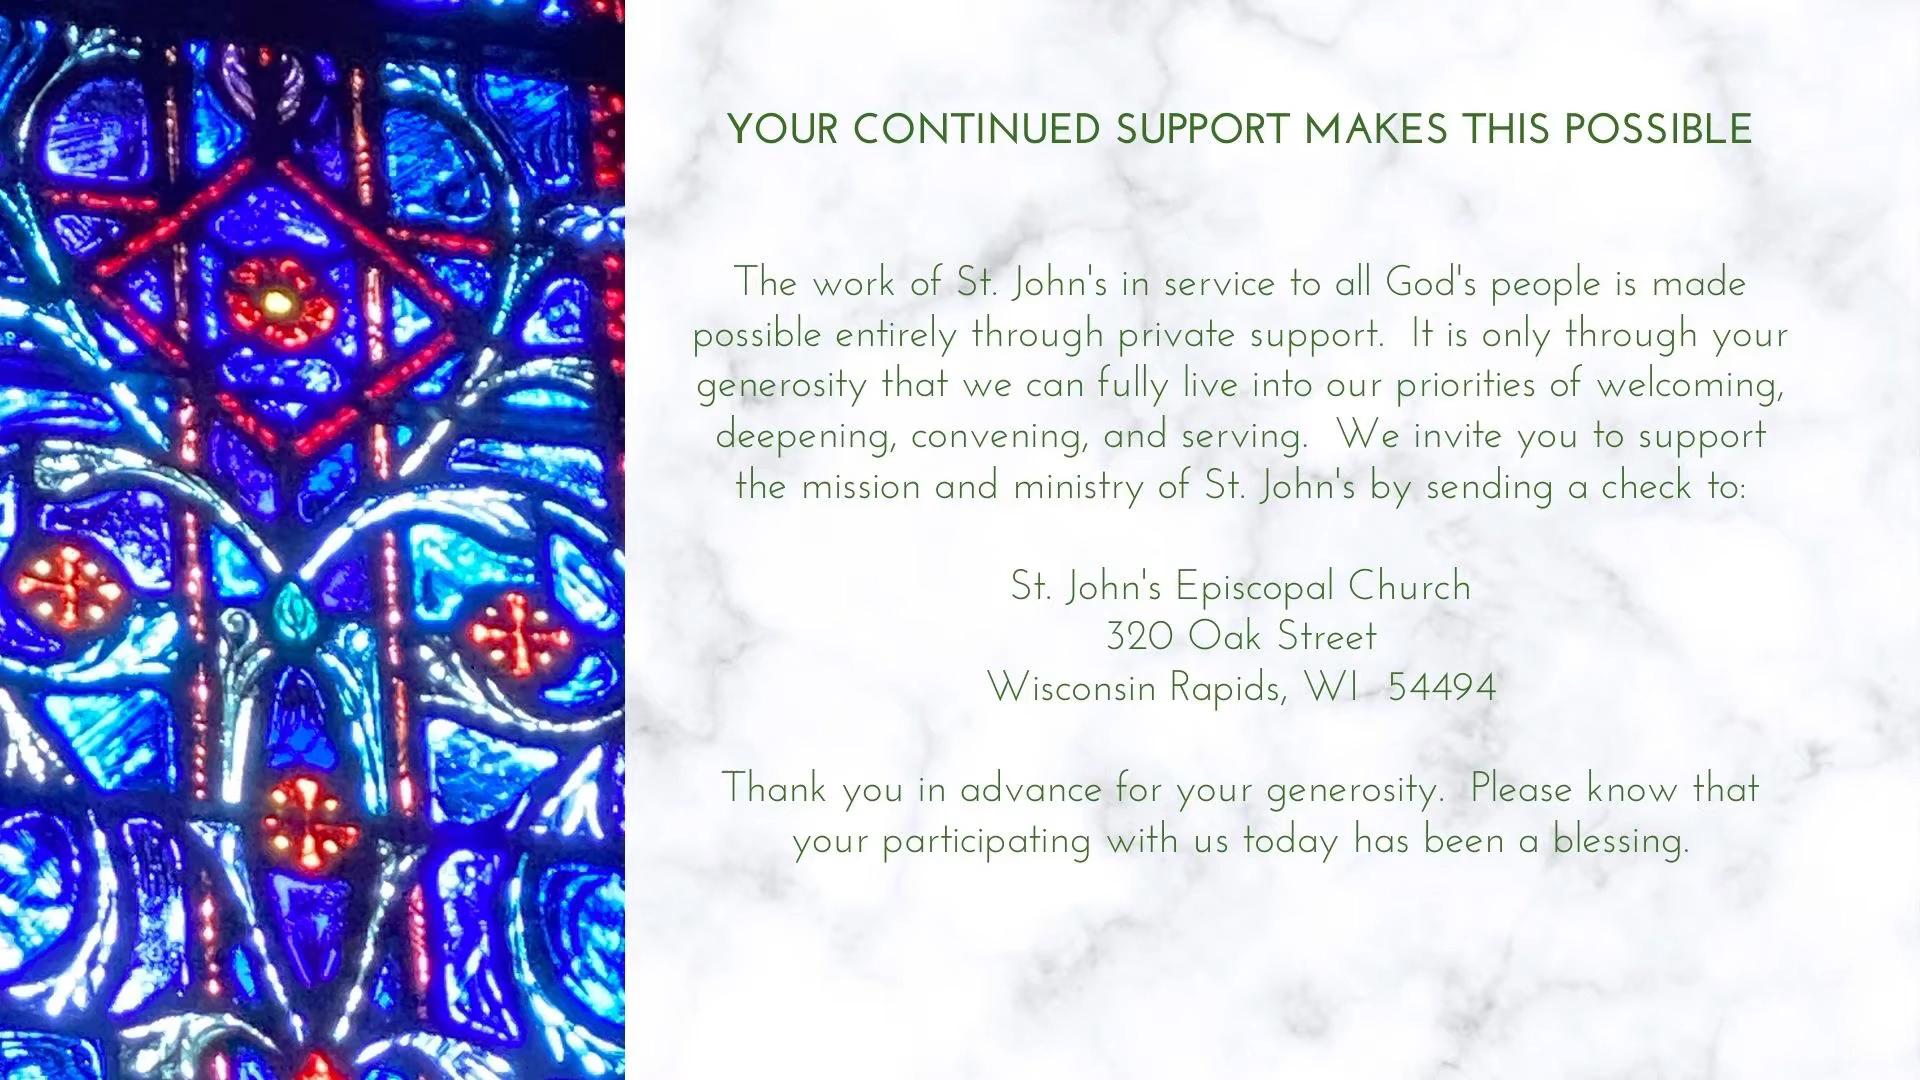 YOUR CONTINUED SUPPORT MAKES THIS POSSIBLE
The work of St. John's in service to all God's people is made
possible entirely through private support.  It is only through your
generosity that we can fully live into our priorities of welcoming,
deepening, convening, and serving.  We invite you to support
the mission and ministry of St. John's by sending a check to:
St. John's Episcopal Church
320 Oak Street
Wisconsin Rapids, WI  54494
Thank you in advance for your generosity.  Please know that
your participating with us today has been a blessing.